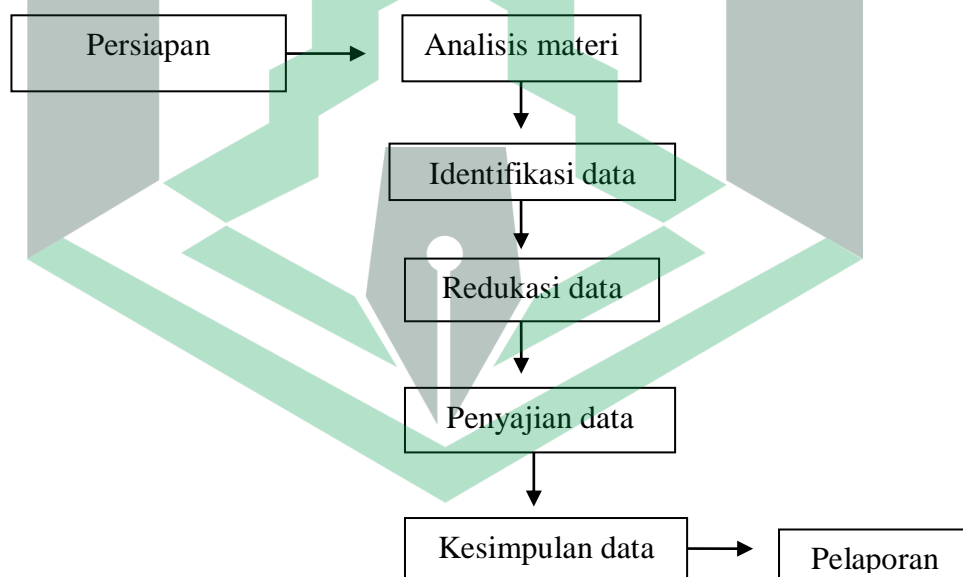 Persiapan
Analisis materi
Identifikasi data
Redukasi data
Penyajian data
Kesimpulan data
Pelaporan